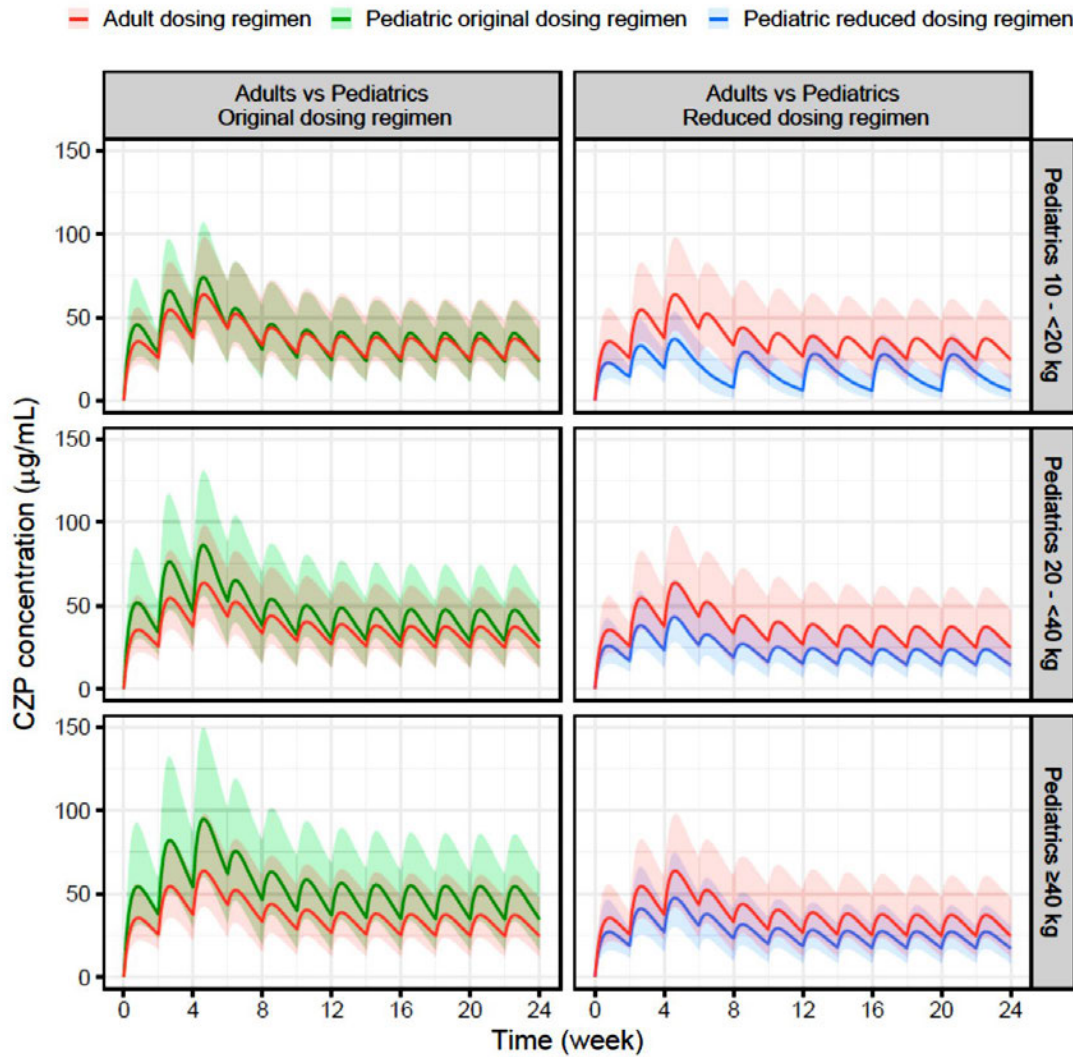 Adult dosing regimen Pediatric original dosing regimen Pediatric reduced dosing regimen
Adults vs Pediatrics
Original dosing regimen
Adults vs Pediatrics
Reduced dosing regimen
150
100
50
0
Pediatrics 10 - <20 kg
150
100
50
0
Pediatrics 20 - <40 kg
150
100
50
0
Pediatrics ≥40 kg
CZP concentration (μg/mL)
0 4 8 12 16 20 24
0 4 8 12 16 20 24
Time (week)